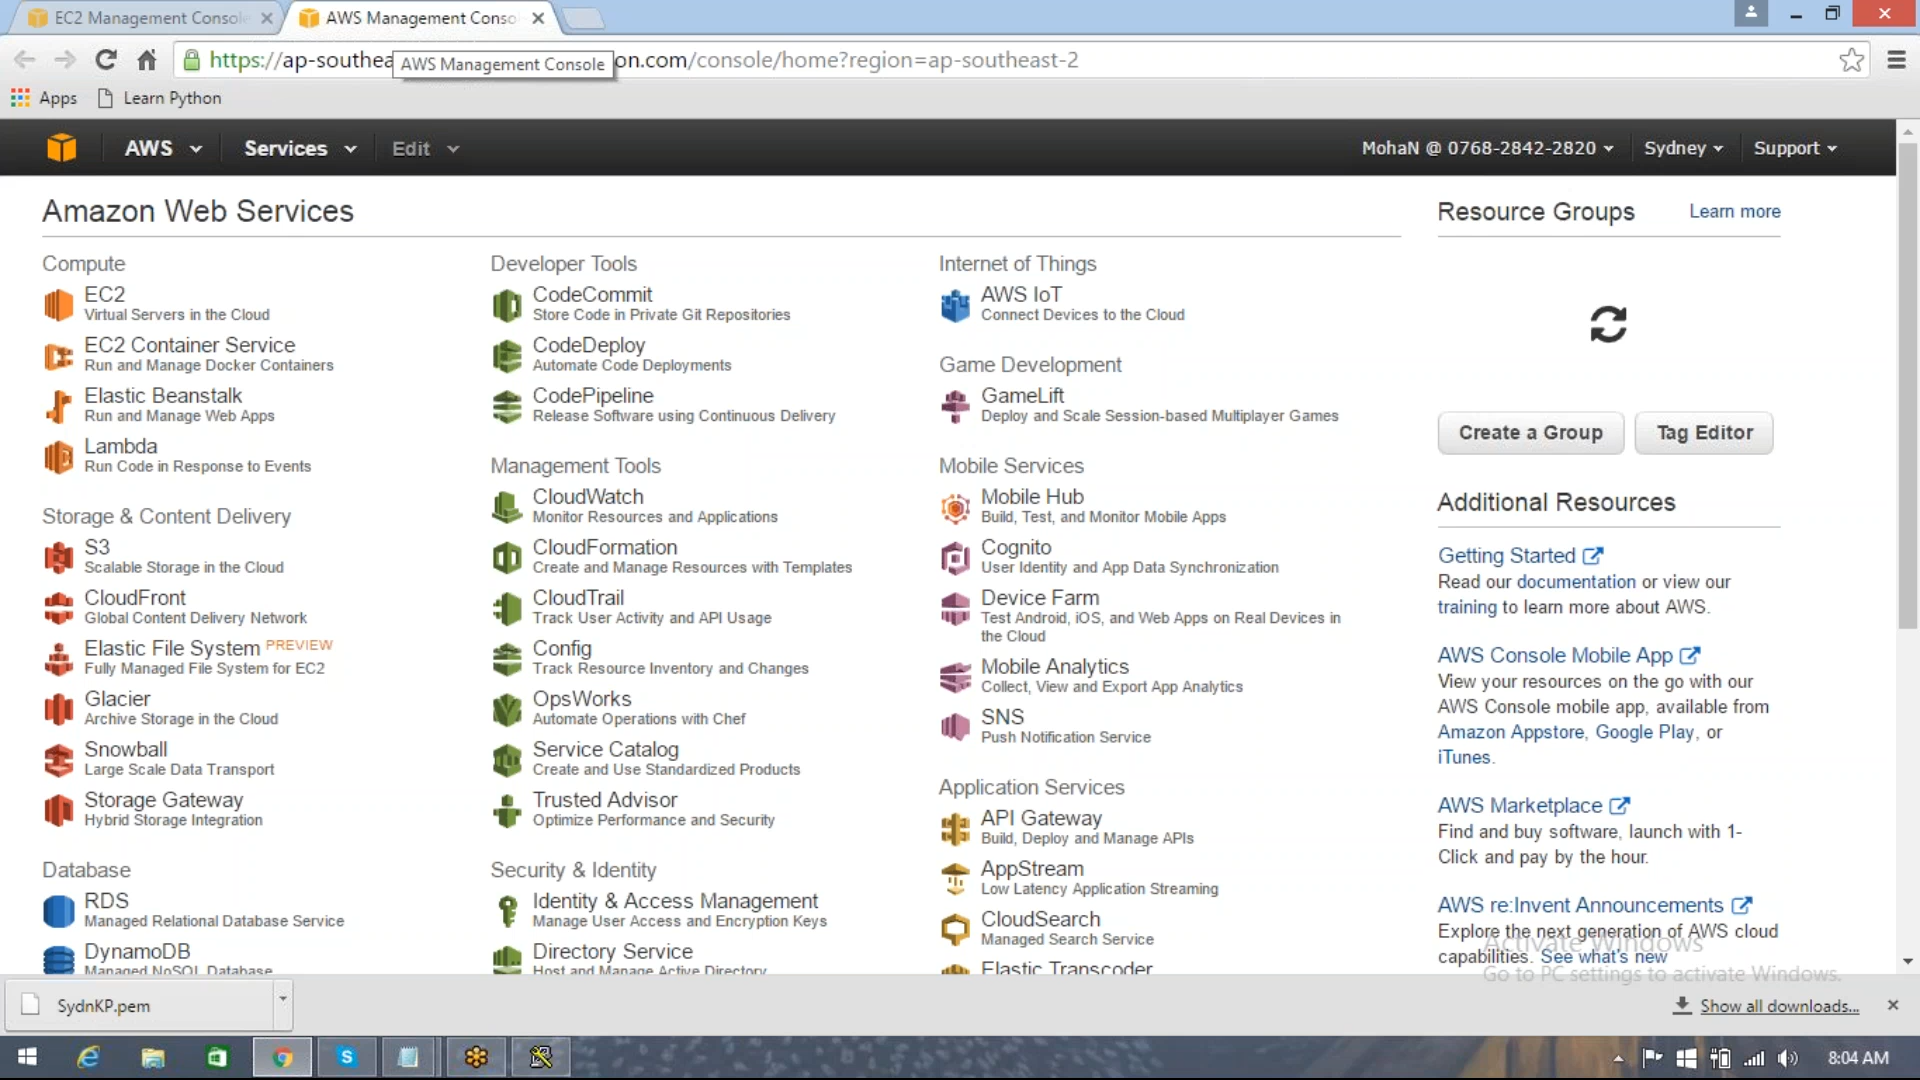 EC2 Management Console
AWS Management Conso
https://ap-southea
on.com/console/home?region=ap-southeast-2
AWS Management Console
Apps
Learn Python
AWS
Services
Edit
MohaN @ 0768-2842-2820
Sydney
Support
Amazon Web Services
Compute
EC2
Virtual Servers in the Cloud
EC2 Container Service
Run and Manage Docker Containers
Elastic Beanstalk
Run and Manage Web Apps
Lambda
Run Code in Response to Events
Storage & Content Delivery
S3
Scalable Storage in the Cloud
CloudFront
Global Content Delivery Network
Elastic File System PREVIEW
Fully Managed File System for EC2
Glacier
Archive Storage in the Cloud
Snowball
Large Scale Data Transport
Storage Gateway
Hybrid Storage Integration
Database
RDS
Managed Relational Database Service
DynamoDB
Managed NoSQL Database
Developer Tools
CodeCommit
Store Code in Private Git Repositories
CodeDeploy
Automate Code Deployments
CodePipeline
Release Software using Continuous Delivery
Management Tools
CloudWatch
Monitor Resources and Applications
CloudFormation
Create and Manage Resources with Templates
CloudTrail
Track User Activity and API Usage
Config
Track Resource Inventory and Changes
OpsWorks
Automate Operations with Chef
Service Catalog
Create and Use Standardized Products
Trusted Advisor
Optimize Performance and Security
Security & Identity
Identity & Access Management
Manage User Access and Encryption Keys
Directory Service
Host and Manage Active Directory
Internet of Things
AWS IoT
Connect Devices to the Cloud
Game Development
GameLift
Deploy and Scale Session-based Multiplayer Games
Mobile Services
Mobile Hub
Build, Test, and Monitor Mobile Apps
Cognito
User Identity and App Data Synchronization
Device Farm
Test Android, iOS, and Web Apps on Real Devices in
the Cloud
Mobile Analytics
Collect, View and Export App Analytics
SNS
Push Notification Service
Application Services
API Gateway
Build, Deploy and Manage APIs
AppStream
Low Latency Application Streaming
CloudSearch
Managed Search Service
Elastic Transcoder
Resource Groups
Learn more
Create a Group
Tag Editor
Additional Resources
Getting Started
Read our documentation or view our
training to learn more about AWS.
AWS Console Mobile App
View your resources on the go with our
AWS Console mobile app, available from
Amazon Appstore, Google Play, or
iTunes.
AWS Marketplace
Find and buy software, launch with 1-
Click and pay by the hour.
AWS re:Invent Announcements
Explore the next generation of AWS cloud
capabilities. See what's new
Activate Windows
Go to PC settings to activate Windows.
SydnKP.pem
Show all downloads...
8:04 AM